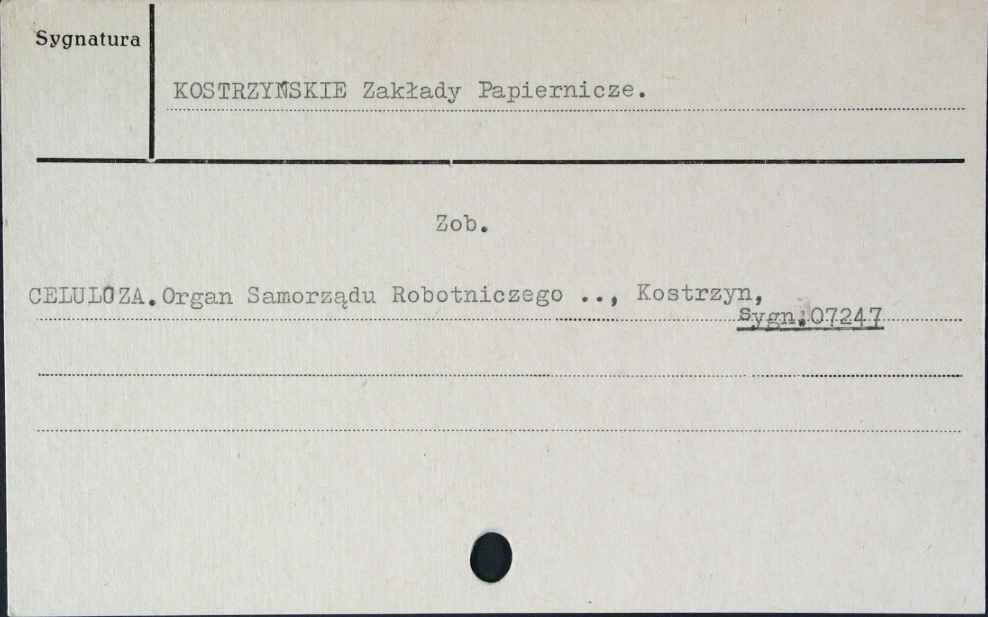 Sygnatura
KOSTRZYŃSKIE Zakłady Papiernicze.
Zob.
CELULOZA.Organ Samorządu Robotniczego .., Kostrzyn,
Sygn.07247